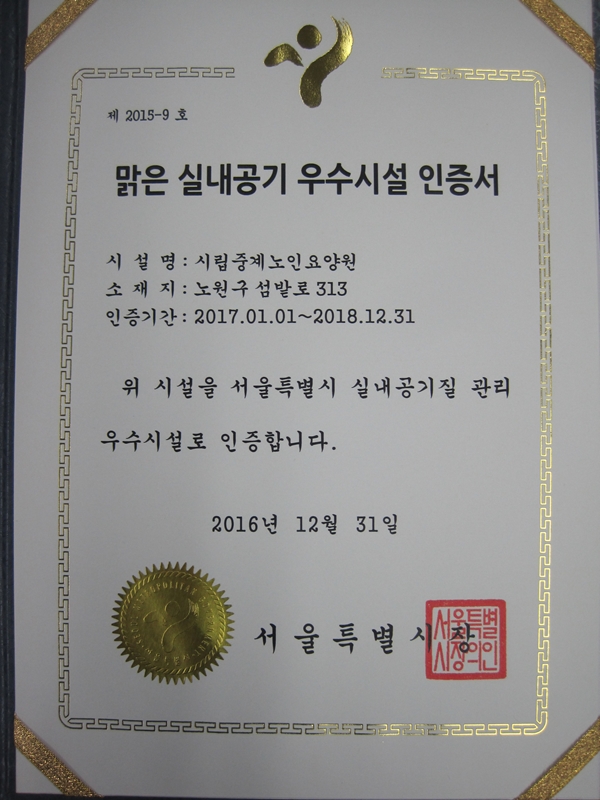 제 2015-9 호
맑은 실내공기 우수시설 인증서
시 설 명 : 시립중계노인요양원
소 재 지 : 노원구 섬밭로 313
인증기간 : 2017.01.01~2018.12.31
위 시설을 서울특별시 실내공기질 관리
우수시설로 인증합니다.
2016년 12월 31일
서울특별시장
서울특별
시장의인